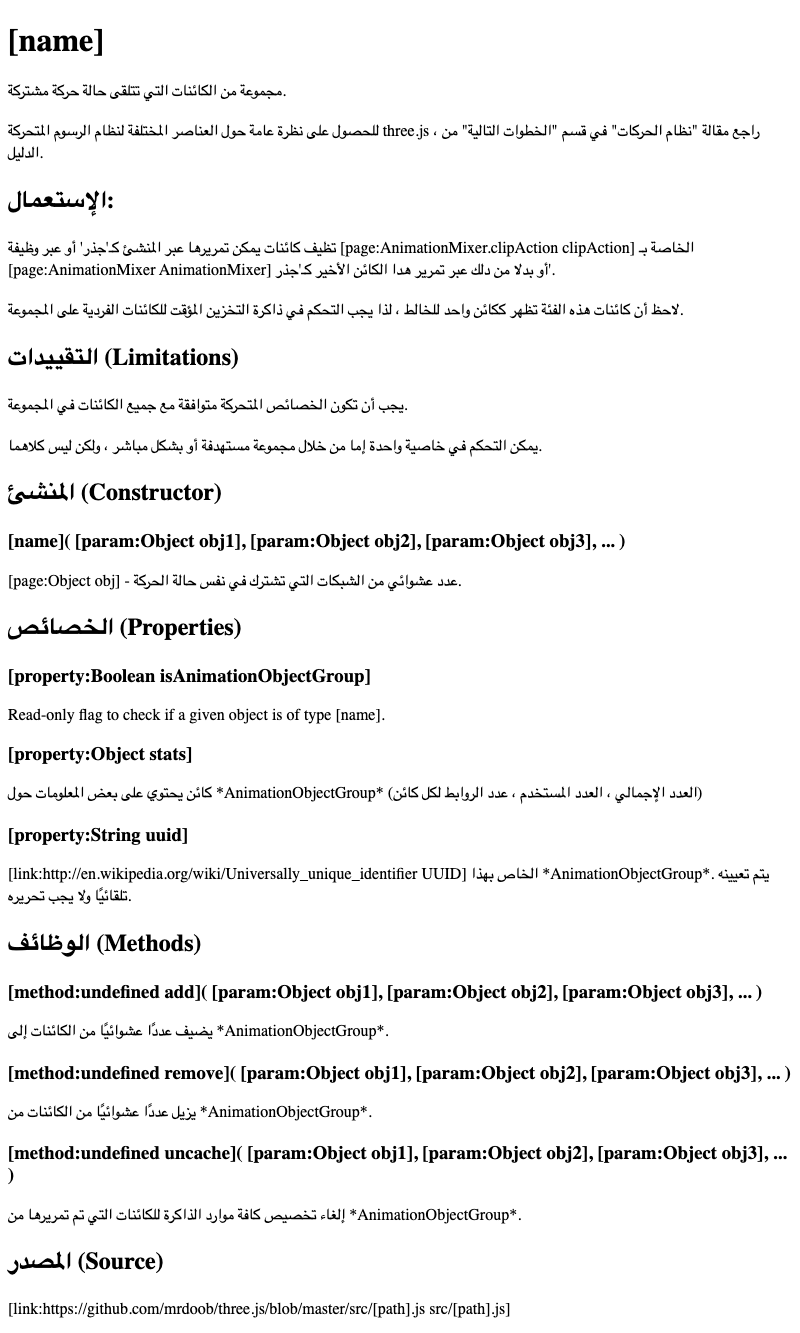 [name]
مجموعة من الكائنات التي تتلقى حالة حركة مشتركة.
للحصول على نظرة عامة حول العناصر المختلفة لنظام الرسوم المتحركة three.js ، راجع مقالة "نظام الحركات" في قسم "الخطوات التالية" من
الدليل.
الإستعمال:
تظيف كائنات يمكن تمريرها عبر المنشئ كـ'جذر' أو عبر وظيفة [page:AnimationMixer.clipAction clipAction] الخاصة بـ
[page:AnimationMixer AnimationMixer] أو بدلا من دلك عبر تمرير هدا الكائن الأخير كـ'جذر'.
لاحظ أن كائنات هذه الفئة تظهر ككائن واحد للخالط ، لذا يجب التحكم في ذاكرة التخزين المؤقت للكائنات الفردية على المجموعة.
التقييدات (Limitations)
يجب أن تكون الخصائص المتحركة متوافقة مع جميع الكائنات في المجموعة.
يمكن التحكم في خاصية واحدة إما من خلال مجموعة مستهدفة أو بشكل مباشر ، ولكن ليس كلاهما.
المنشئ (Constructor)
[name]( [param:Object obj1], [param:Object obj2], [param:Object obj3], ... )
[page:Object obj] - عدد عشوائي من الشبكات التي تشترك في نفس حالة الحركة.
الخصائص (Properties)
[property:Boolean isAnimationObjectGroup]
Read-only flag to check if a given object is of type [name].
[property:Object stats]
كائن يحتوي على بعض المعلومات حول *AnimationObjectGroup* (العدد الإجمالي ، العدد المستخدم ، عدد الروابط لكل كائن)
[property:String uuid]
[link:http://en.wikipedia.org/wiki/Universally_unique_identifier UUID] الخاص بهذا *AnimationObjectGroup*. يتم تعيينه
تلقائيًا ولا يجب تحريره.
الوظائف (Methods)
[method:undefined add]( [param:Object obj1], [param:Object obj2], [param:Object obj3], ... )
يضيف عددًا عشوائيًا من الكائنات إلى *AnimationObjectGroup*.
[method:undefined remove]( [param:Object obj1], [param:Object obj2], [param:Object obj3], ... )
يزيل عددًا عشوائيًا من الكائنات من *AnimationObjectGroup*.
[method:undefined uncache]( [param:Object obj1], [param:Object obj2], [param:Object obj3], ...
)
إلغاء تخصيص كافة موارد الذاكرة للكائنات التي تم تمريرها من *AnimationObjectGroup*.
المصدر (Source)
[link:https://github.com/mrdoob/three.js/blob/master/src/[path].js src/[path].js]